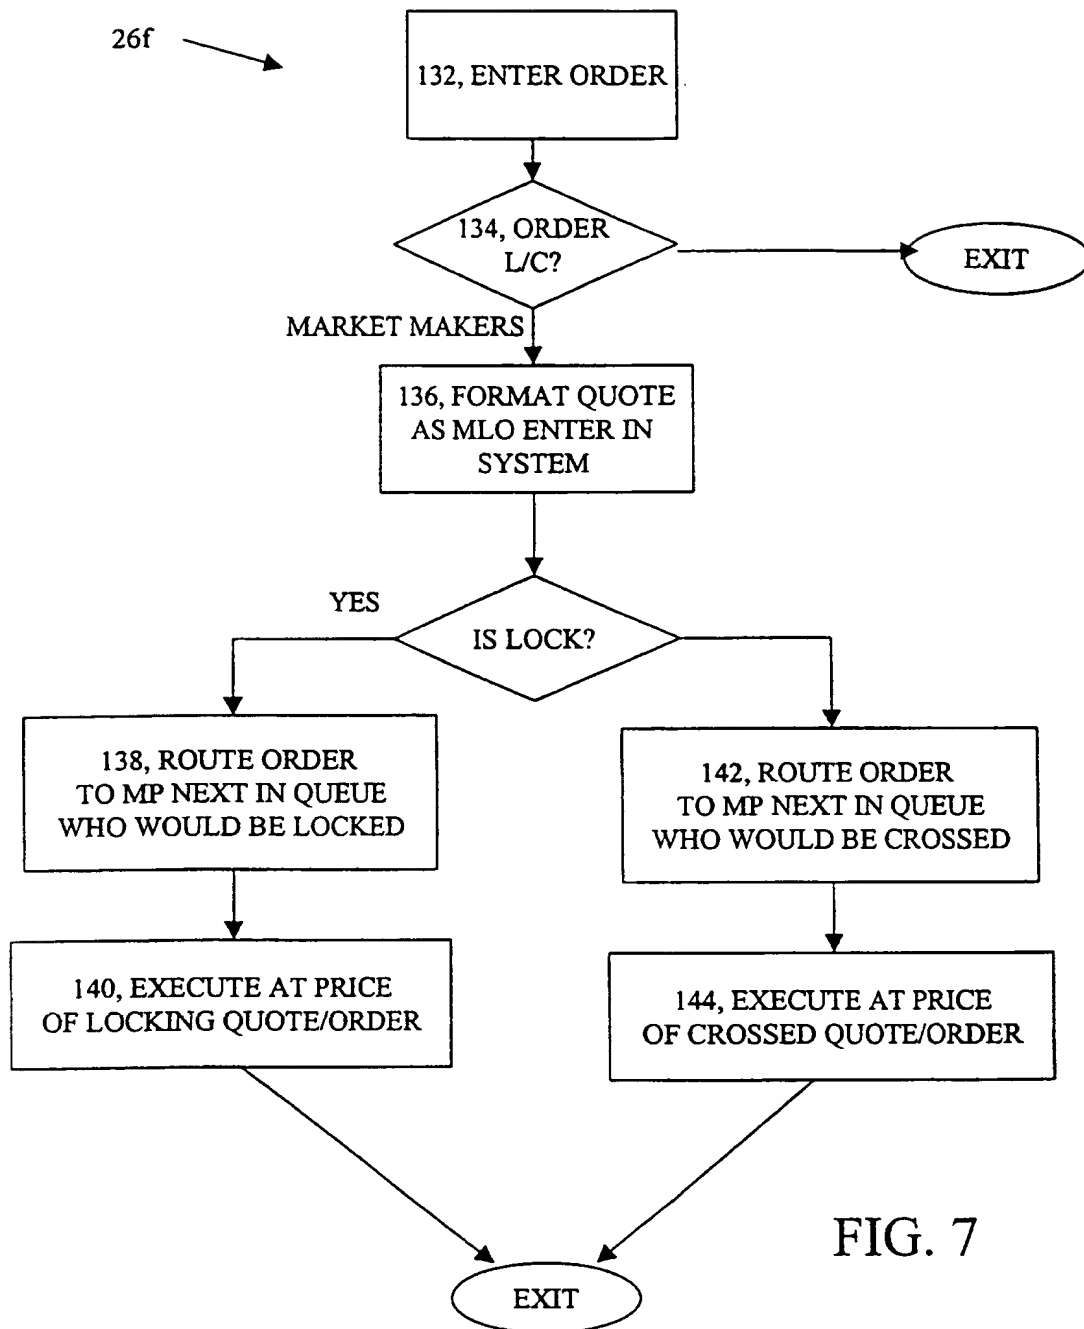 26f
132, ENTER ORDER
134, ORDER
L/C?
EXIT
MARKET MAKERS
136, FORMAT QUOTE
AS MLO ENTER IN
SYSTEM
YES
IS LOCK?
138, ROUTE ORDER
TO MP NEXT IN QUEUE
WHO WOULD BE LOCKED
142, ROUTE ORDER
TO MP NEXT IN QUEUE
WHO WOULD BE CROSSED
140, EXECUTE AT PRICE
OF LOCKING QUOTE/ORDER
144, EXECUTE AT PRICE
OF CROSSED QUOTE/ORDER
FIG. 7
EXIT